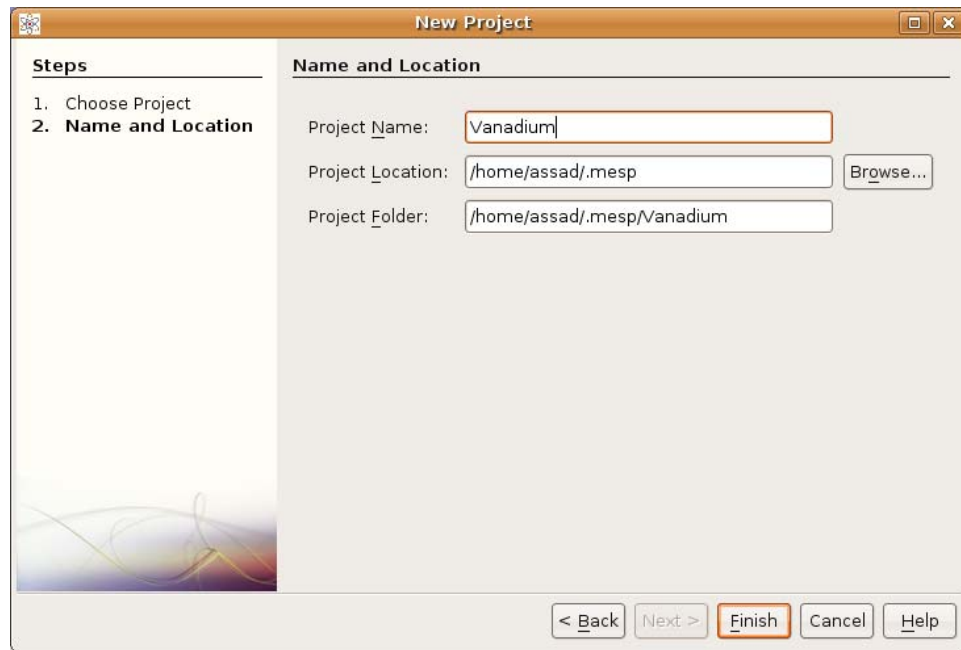 New Project
Steps
1. Choose Project
2. Name and Location
Name and Location
Project Name: Vanadium
Project Location: /home/assad/.mesp Browse...
Project Folder: /home/assad/.mesp/Vanadium
< Back Next > Finish Cancel Help